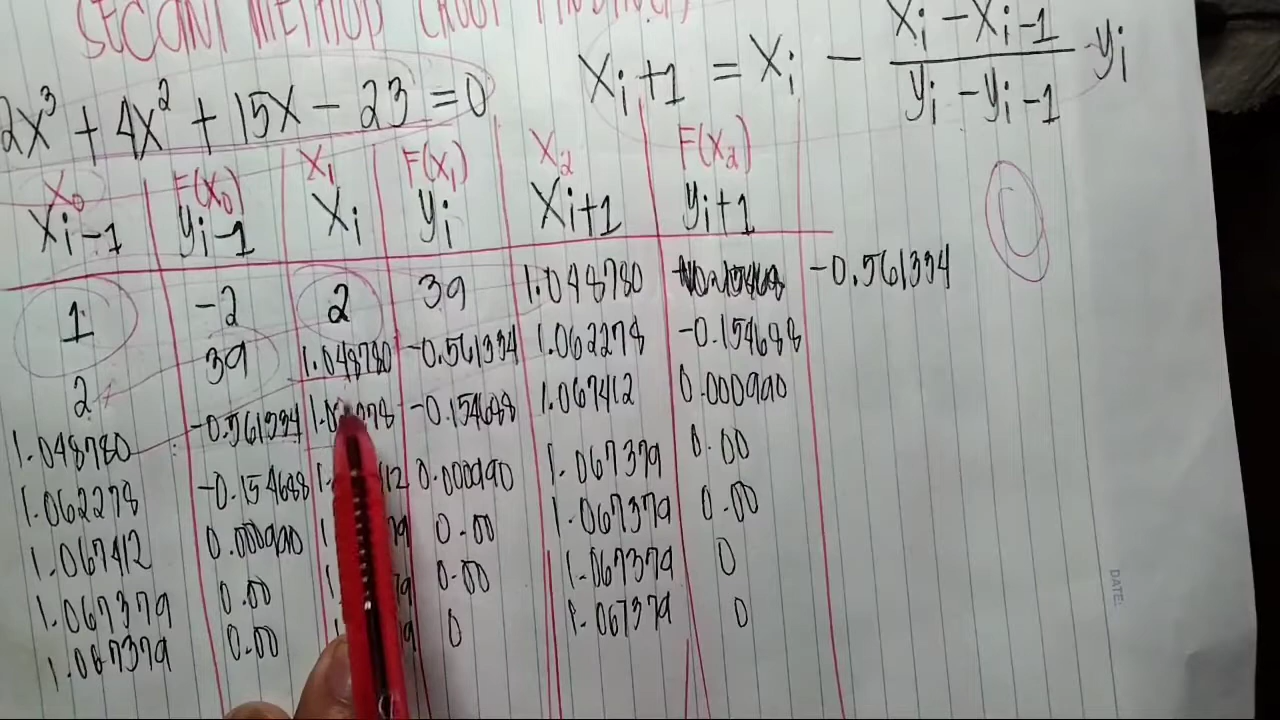 SECANT METHOD (ROOT FINDING)
2x³ + 4x² + 15x - 23 = 0
Xi+1 = Xi - (Xi - Xi-1)/(yi - yi-1) yi
X0 F(X0) X1 F(X1) X2 F(X2)
Xi-1 yi-1 Xi yi Xi+1 yi+1
1 -2 2 39 1.048780 -0.561334
2 39 1.048780 -0.561334 1.062278 -0.154688
1.048780 -0.561334 -0.154688 1.067412 0.000990
1.062278 -0.154688 0.000990 1.067379 0.00
1.067412 0.000990 0.00 1.067379 0.00
1.067379 0.00 0.00 1.067379 0
1.067379 0.00 0 1.067379 0
DATE: